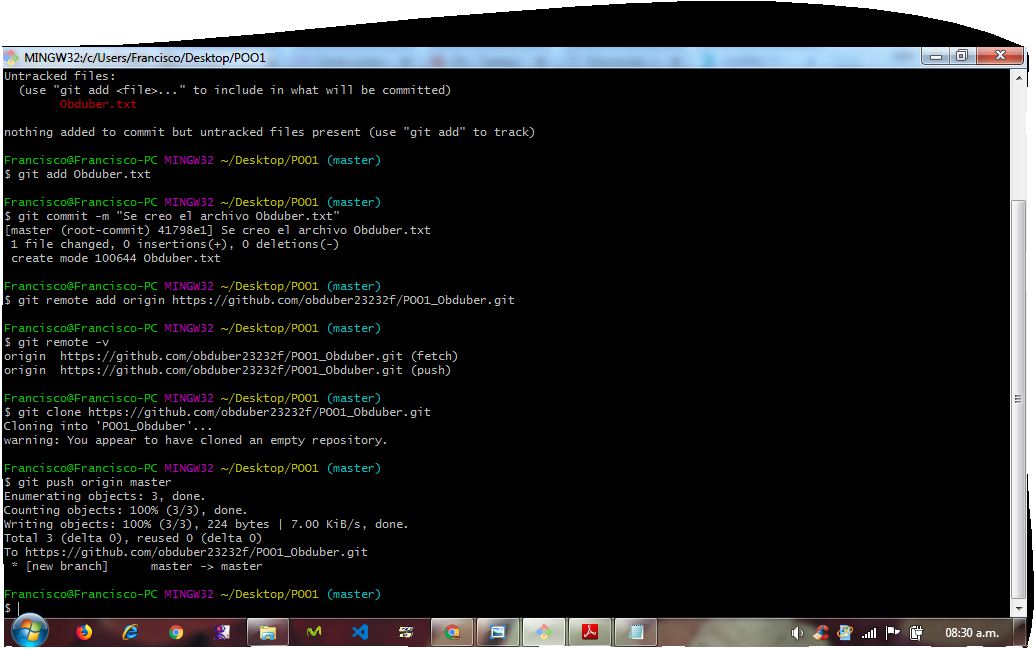 MINGW32:/c/Users/Francisco/Desktop/POO1
Untracked files:
  (use "git add <file>..." to include in what will be committed)
        Obduber.txt
nothing added to commit but untracked files present (use "git add" to track)
Francisco@Francisco-PC MINGW32 ~/Desktop/POO1 (master)
$ git add Obduber.txt
Francisco@Francisco-PC MINGW32 ~/Desktop/POO1 (master)
$ git commit -m "Se creo el archivo Obduber.txt"
[master (root-commit) 41798e1] Se creo el archivo Obduber.txt
 1 file changed, 0 insertions(+), 0 deletions(-)
 create mode 100644 Obduber.txt
Francisco@Francisco-PC MINGW32 ~/Desktop/POO1 (master)
$ git remote add origin https://github.com/obduber23232f/POO1_Obduber.git
Francisco@Francisco-PC MINGW32 ~/Desktop/POO1 (master)
$ git remote -v
origin  https://github.com/obduber23232f/POO1_Obduber.git (fetch)
origin  https://github.com/obduber23232f/POO1_Obduber.git (push)
Francisco@Francisco-PC MINGW32 ~/Desktop/POO1 (master)
$ git clone https://github.com/obduber23232f/POO1_Obduber.git
Cloning into 'POO1_Obduber'...
warning: You appear to have cloned an empty repository.
Francisco@Francisco-PC MINGW32 ~/Desktop/POO1 (master)
$ git push origin master
Enumerating objects: 3, done.
Counting objects: 100% (3/3), done.
Writing objects: 100% (3/3), 224 bytes | 7.00 KiB/s, done.
Total 3 (delta 0), reused 0 (delta 0)
To https://github.com/obduber23232f/POO1_Obduber.git
 * [new branch]      master -> master
Francisco@Francisco-PC MINGW32 ~/Desktop/POO1 (master)
$
08:30 a.m.